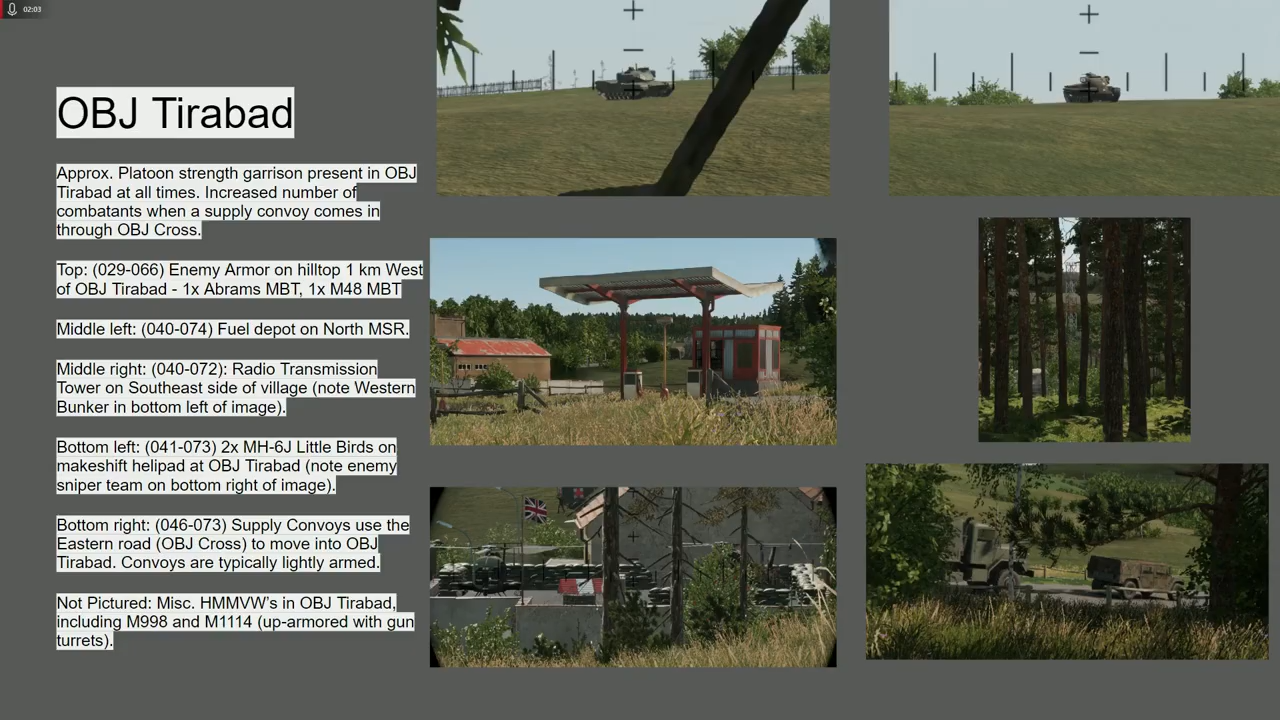 02:03
OBJ Tirabad
Approx. Platoon strength garrison present in OBJ
Tirabad at all times. Increased number of
combatants when a supply convoy comes in
through OBJ Cross.
Top: (029-066) Enemy Armor on hilltop 1 km West
of OBJ Tirabad - 1x Abrams MBT, 1x M48 MBT
Middle left: (040-074) Fuel depot on North MSR.
Middle right: (040-072): Radio Transmission
Tower on Southeast side of village (note Western
Bunker in bottom left of image).
Bottom left: (041-073) 2x MH-6J Little Birds on
makeshift helipad at OBJ Tirabad (note enemy
sniper team on bottom right of image).
Bottom right: (046-073) Supply Convoys use the
Eastern road (OBJ Cross) to move into OBJ
Tirabad. Convoys are typically lightly armed.
Not Pictured: Misc. HMMVW's in OBJ Tirabad,
including M998 and M1114 (up-armored with gun
turrets).